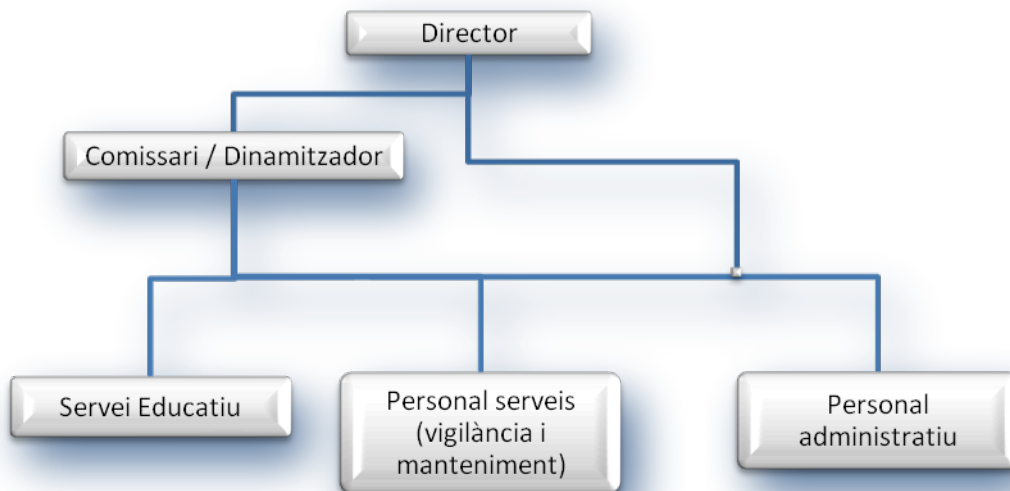 Director
Comissari / Dinamitzador
Servei Educatiu
Personal serveis
(vigilància i
manteniment)
Personal
administratiu